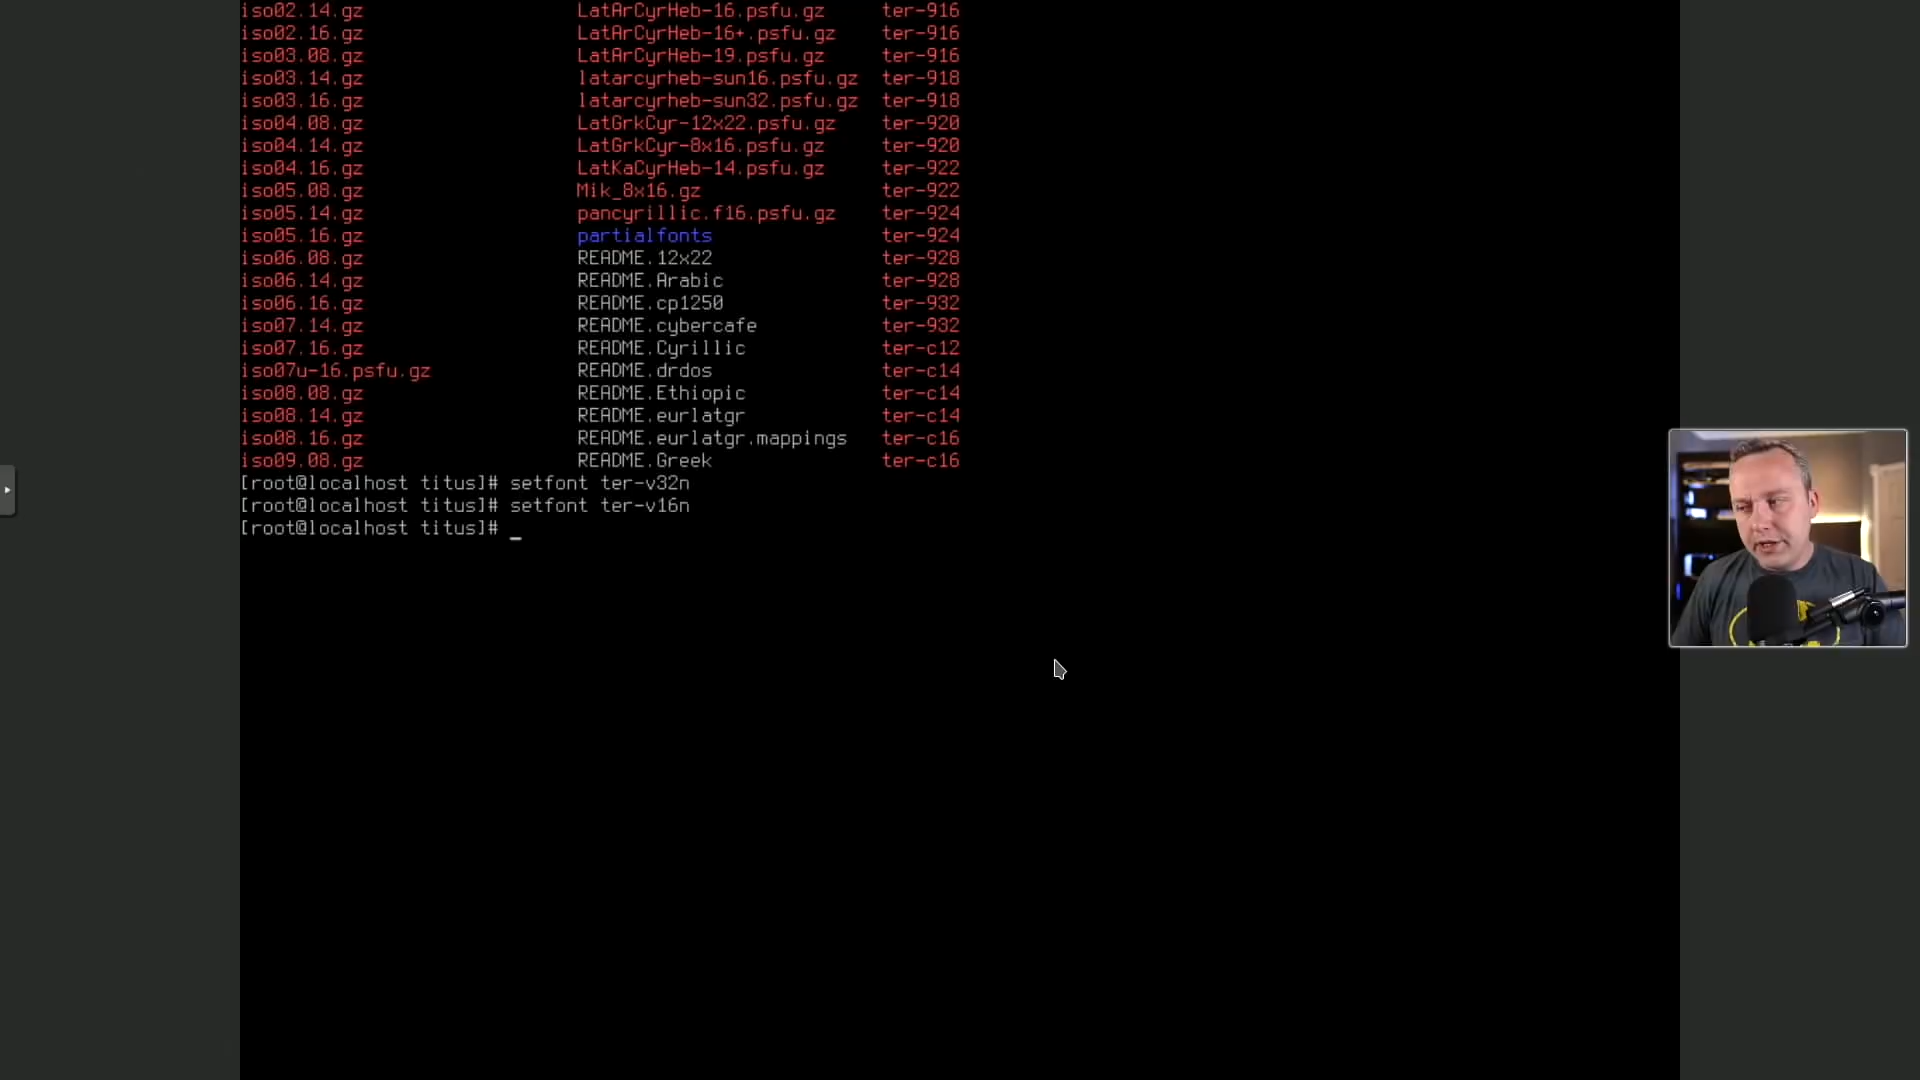 iso02.14.gz LatArCyrHeb-16.psfu.gz ter-916
iso02.16.gz LatArCyrHeb-16+.psfu.gz ter-916
iso03.08.gz LatArCyrHeb-19.psfu.gz ter-916
iso03.14.gz latarcyrheb-sun16.psfu.gz ter-918
iso03.16.gz latarcyrheb-sun32.psfu.gz ter-918
iso04.08.gz LatGrkCyr-12x22.psfu.gz ter-920
iso04.14.gz LatGrkCyr-8x16.psfu.gz ter-920
iso04.16.gz LatKaCyrHeb-14.psfu.gz ter-922
iso05.08.gz Mik_8x16.gz ter-922
iso05.14.gz pancyrillic.f16.psfu.gz ter-924
iso05.16.gz partialfonts ter-924
iso06.08.gz README.12x22 ter-928
iso06.14.gz README.Arabic ter-928
iso06.16.gz README.cp1250 ter-932
iso07.14.gz README.cybercafe ter-932
iso07.16.gz README.Cyrillic ter-c12
iso07u-16.psfu.gz README.drdos ter-c14
iso08.08.gz README.Ethiopic ter-c14
iso08.14.gz README.eurlatgr ter-c14
iso08.16.gz README.eurlatgr.mappings ter-c16
iso09.08.gz README.Greek ter-c16
[root@localhost titus]# setfont ter-v32n
[root@localhost titus]# setfont ter-v16n
[root@localhost titus]# _